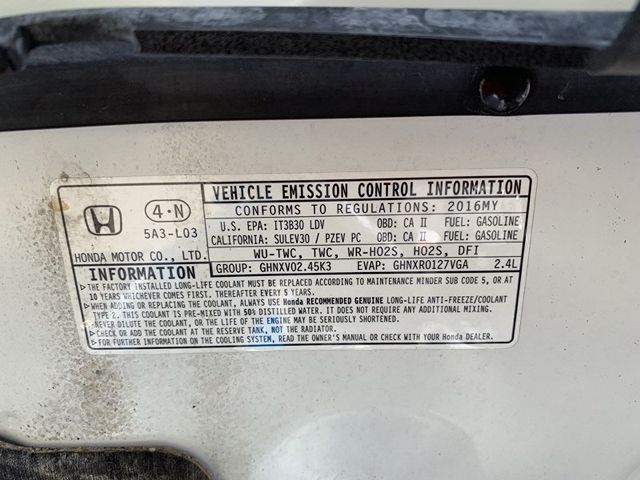 VEHICLE EMISSION CONTROL INFORMATION
4-N
CONFORMS TO REGULATIONS: 2016MY
5A3-L03
U.S. EPA: IT3B30 LDV OBD: CA II FUEL: GASOLINE
CALIFORNIA: SULEV30 / PZEV PC OBD: CA II FUEL: GASOLINE
HONDA MOTOR CO., LTD.
WU-TWC, TWC, WR-HO2S, HO2S, DFI
INFORMATION
GROUP: GHNXV02.45K3 EVAP: GHNXR0127VGA 2.4L
THE FACTORY INSTALLED LONG-LIFE COOLANT MUST BE REPLACED ACCORDING TO MAINTENANCE MINDER SUB CODE 5, OR AT
10 YEARS WHICHEVER COMES FIRST. THEREAFTER EVERY 5 YEARS.
WHEN ADDING OR REPLACING THE COOLANT, ALWAYS USE Honda RECOMMENDED GENUINE LONG-LIFE ANTI-FREEZE/COOLANT
TYPE 2. THIS COOLANT IS PRE-MIXED WITH 50% DISTILLED WATER. IT DOES NOT REQUIRE ANY ADDITIONAL MIXING.
NEVER DILUTE THE COOLANT, OR THE LIFE OF THE ENGINE MAY BE SERIOUSLY SHORTENED.
CHECK OR ADD THE COOLANT AT THE RESERVE TANK, NOT THE RADIATOR.
FOR FURTHER INFORMATION ON THE COOLING SYSTEM, READ THE OWNER'S MANUAL OR CHECK WITH YOUR Honda DEALER.